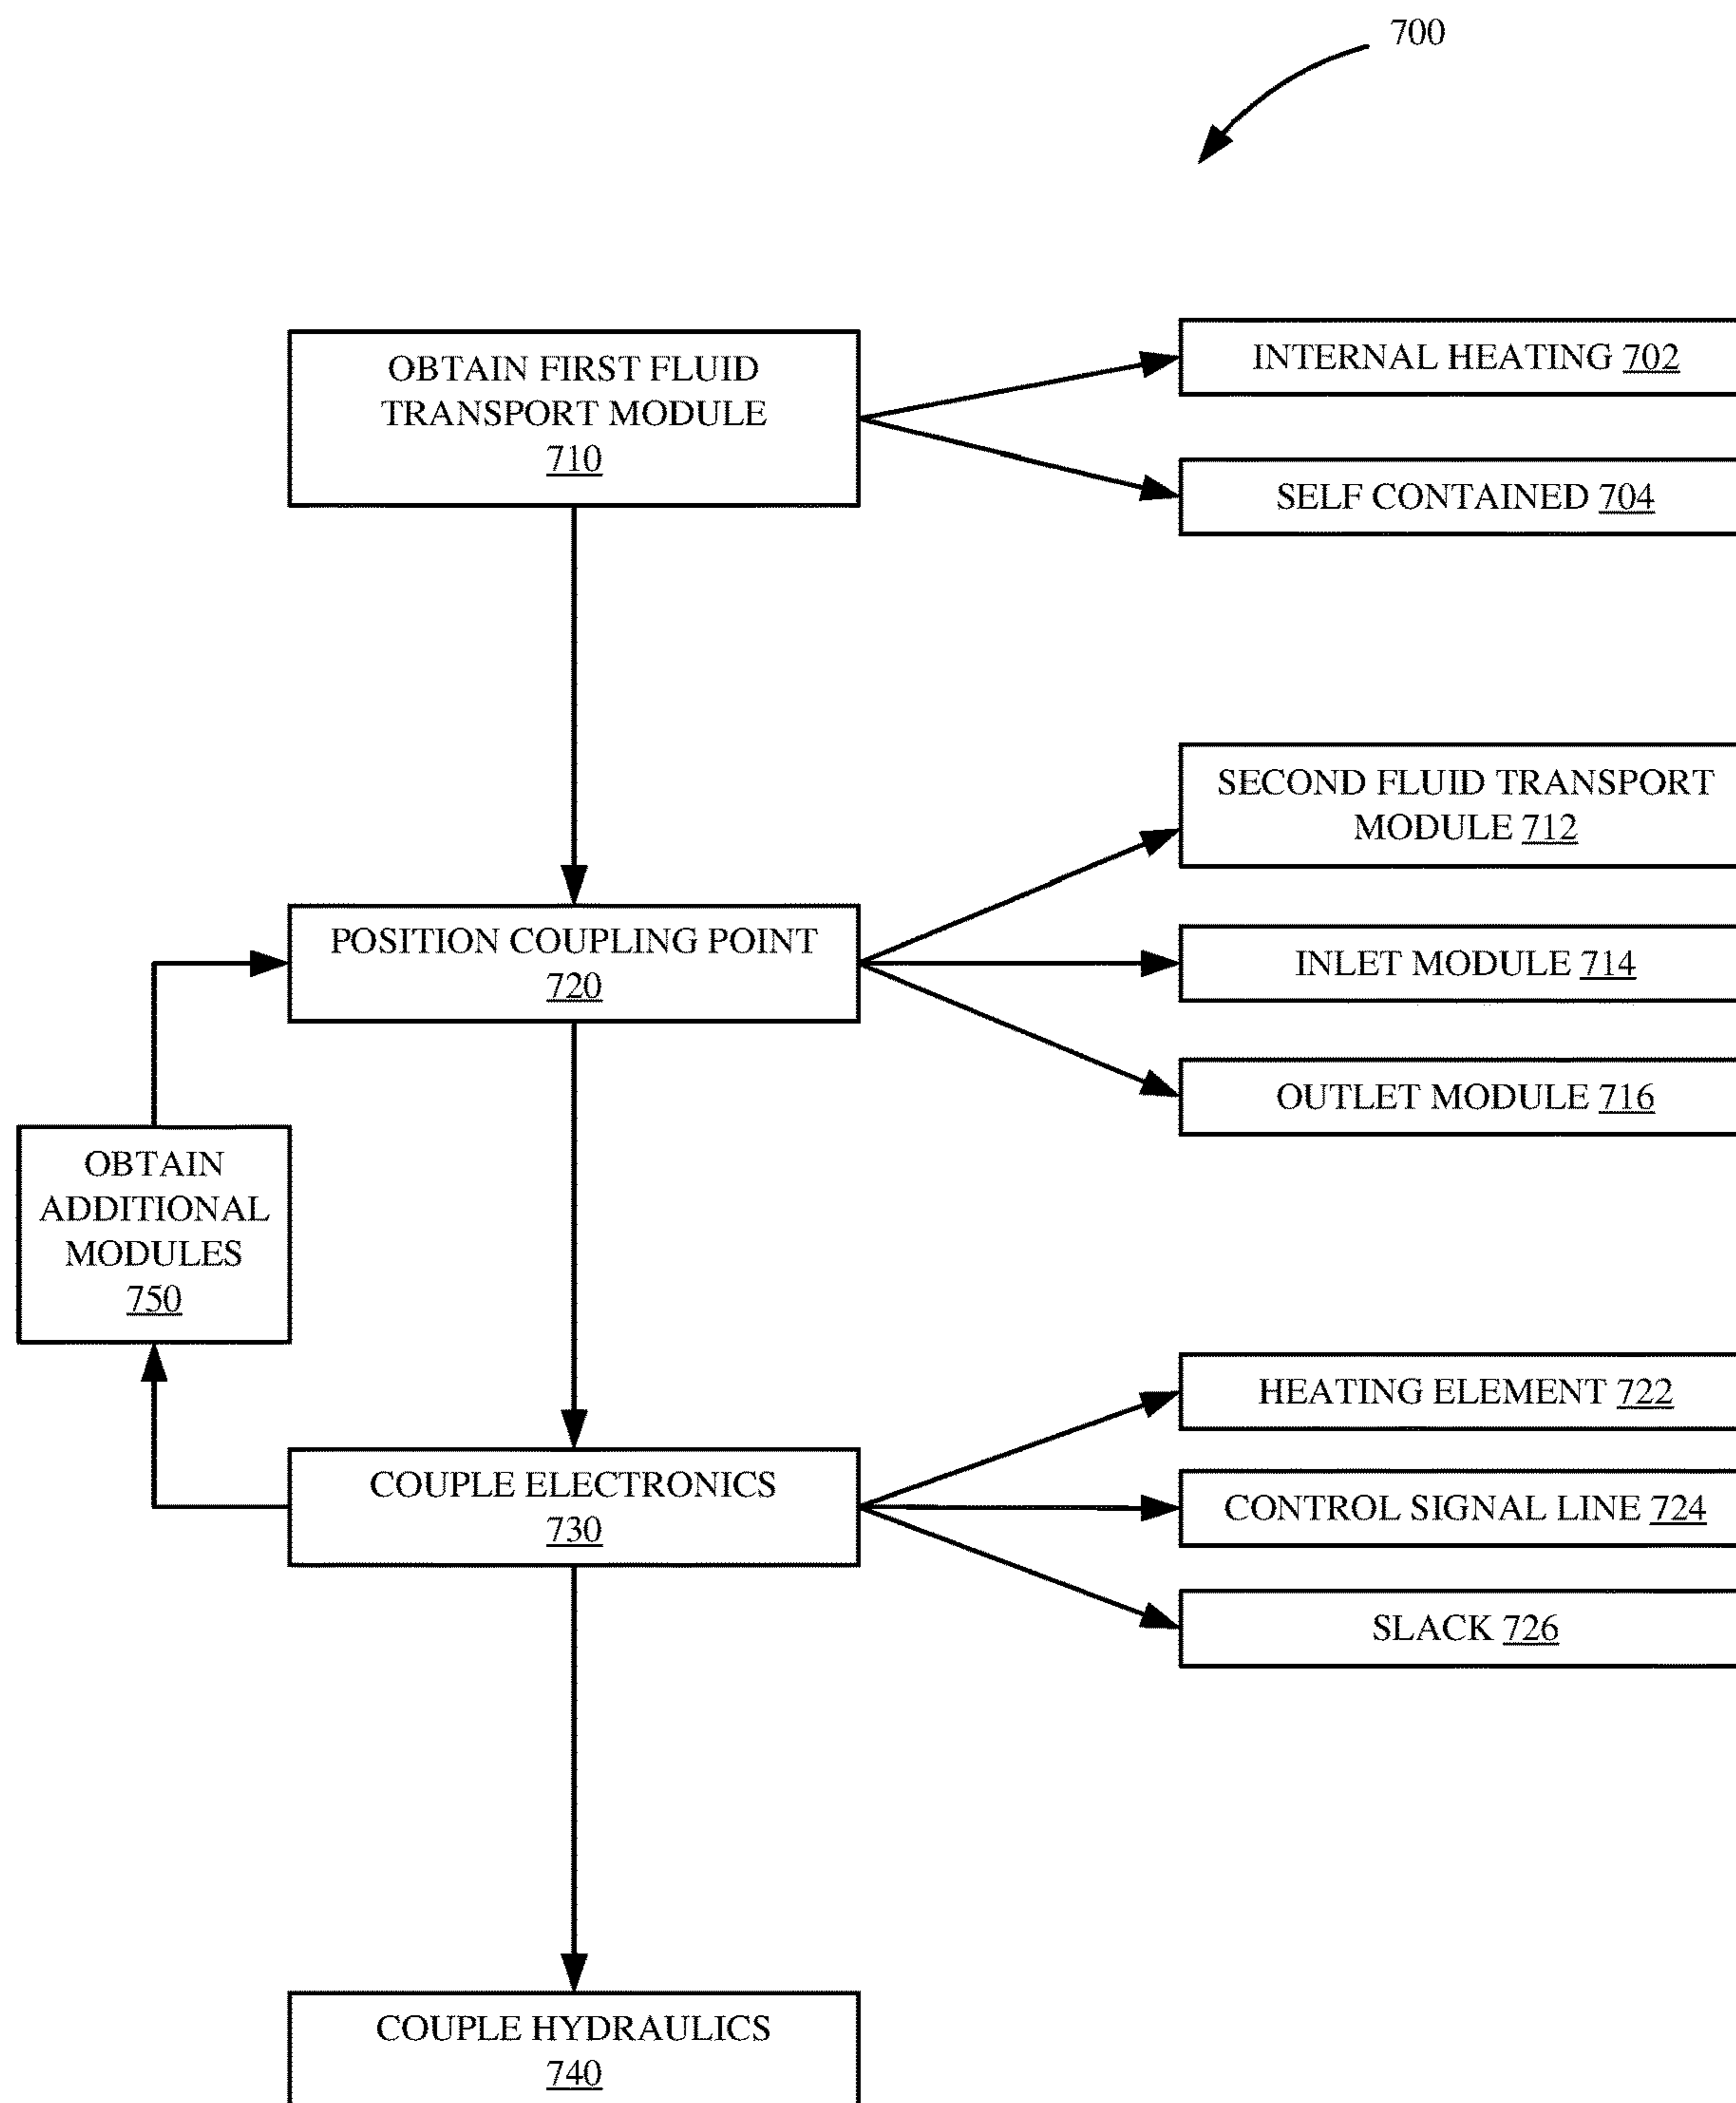 700
OBTAIN FIRST FLUID
TRANSPORT MODULE
710
INTERNAL HEATING 702
SELF CONTAINED 704
POSITION COUPLING POINT
720
SECOND FLUID TRANSPORT
MODULE 712
INLET MODULE 714
OUTLET MODULE 716
OBTAIN
ADDITIONAL
MODULES
750
COUPLE ELECTRONICS
730
HEATING ELEMENT 722
CONTROL SIGNAL LINE 724
SLACK 726
COUPLE HYDRAULICS
740